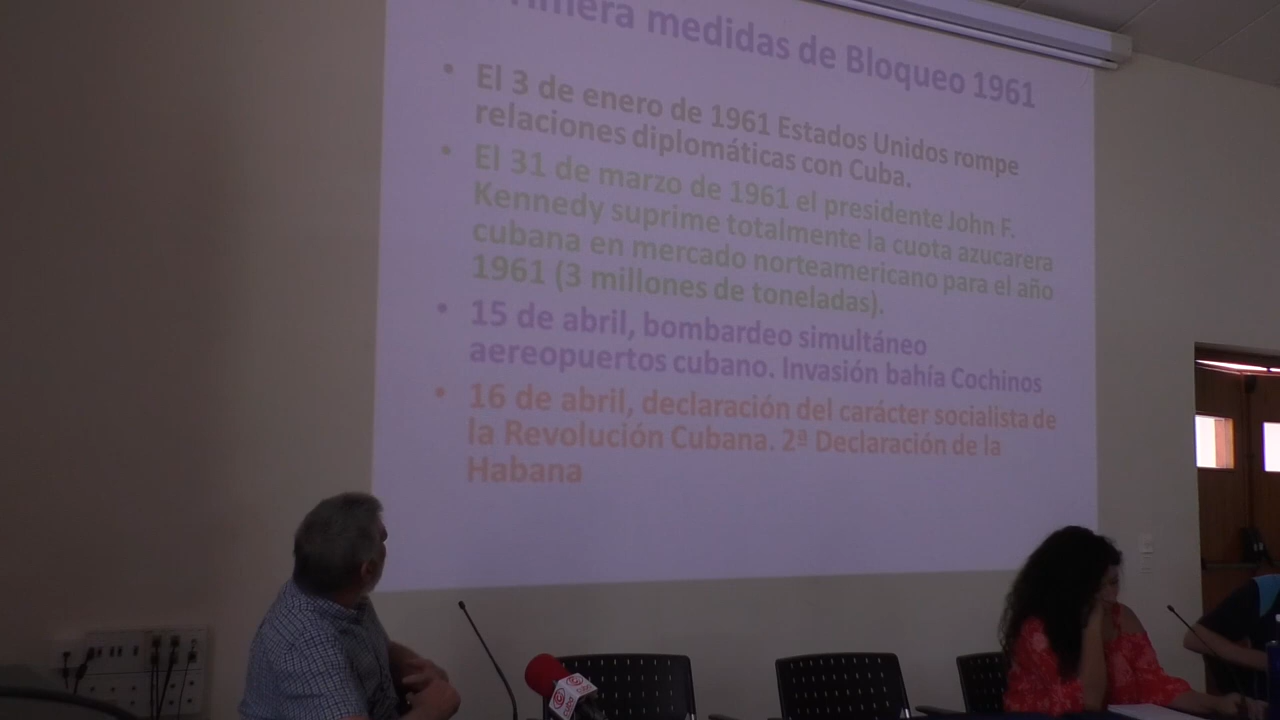 rimera medidas de Bloqueo 1961
• El 3 de enero de 1961 Estados Unidos rompe
relaciones diplomáticas con Cuba.
• El 31 de marzo de 1961 el presidente John F.
Kennedy suprime totalmente la cuota azucarera
cubana en mercado norteamericano para el año
1961 (3 millones de toneladas).
• 15 de abril, bombardeo simultáneo
aereopuertos cubano. Invasión bahía Cochinos
• 16 de abril, declaración del carácter socialista de
la Revolución Cubana. 2ª Declaración de la
Habana